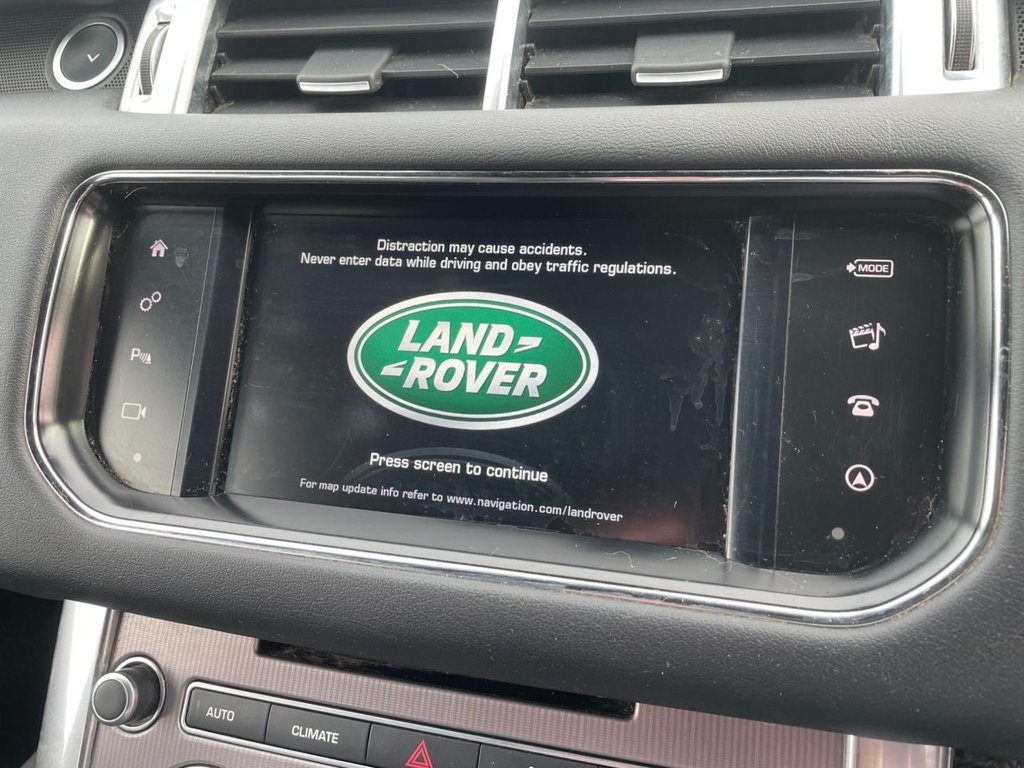 Distraction may cause accidents.
Never enter data while driving and obey traffic regulations.
MODE
LAND
ROVER
P
Press screen to continue
For map update info refer to www.navigation.com/landrover
AUTO
CLIMATE